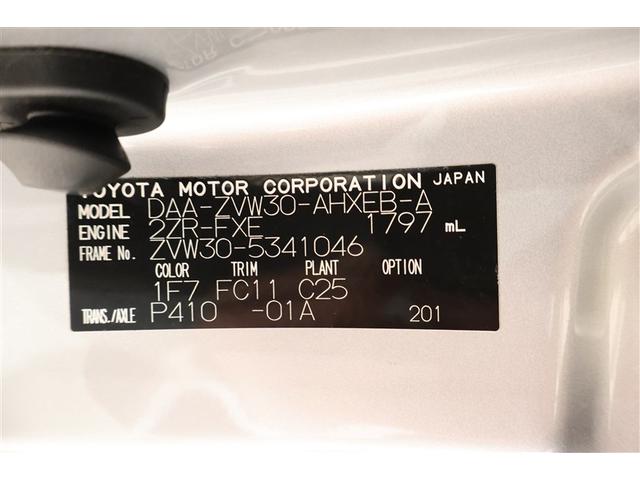 TOYOTA MOTOR CORPORATION JAPAN
MODEL DAA-ZVW30-AHXEB-A
ENGINE 2ZR-FXE 1797 mL
FRAME No. ZVW30-5341046
COLOR TRIM PLANT OPTION
1F7 FC11 C25
TRANS./AXLE P410 -01A 201